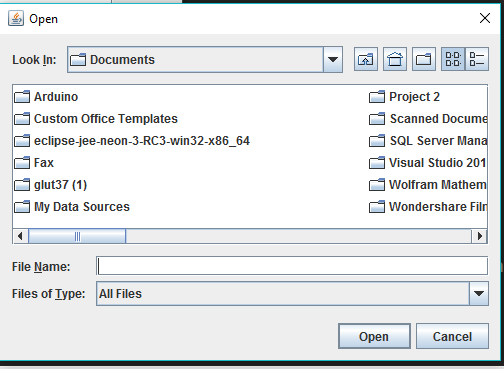 Open
Look In: Documents
Arduino
Custom Office Templates
eclipse-jee-neon-3-RC3-win32-x86_64
Fax
glut37 (1)
My Data Sources
Project 2
Scanned Docume
SQL Server Mana
Visual Studio 201
Wolfram Mathem
Wondershare Filn
File Name:
Files of Type: All Files
Open Cancel